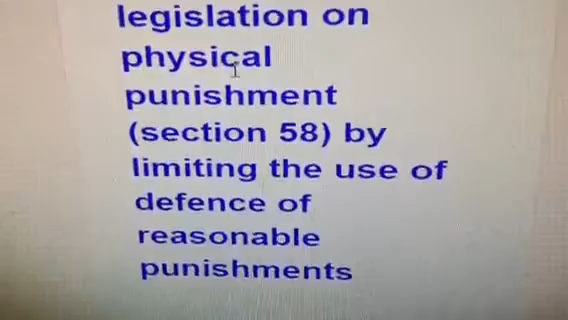 legislation on
physical
punishment
(section 58) by
limiting the use of
defence of
reasonable
punishments